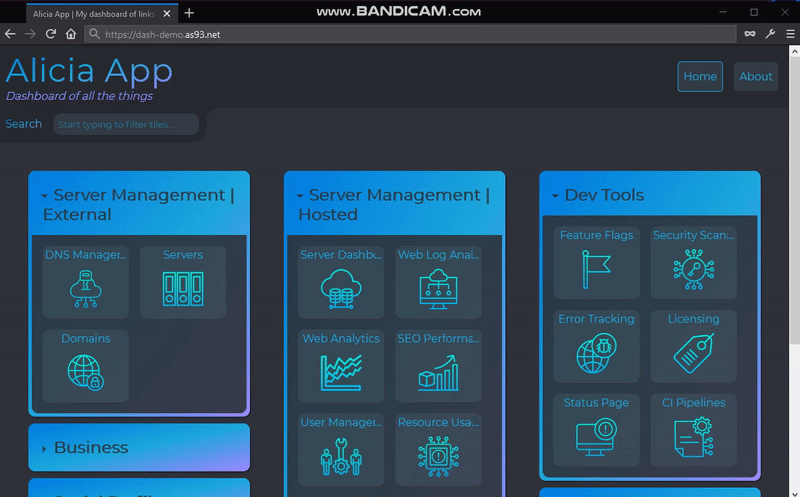 Alicia App | My dashboard of links
www.BANDICAM.com
https://dash-demo.as93.net
Alicia App
Dashboard of all the things
Home
About
Search
Start typing to filter tiles...
Server Management |
External
DNS Manager...
Servers
Domains
Business
Server Management |
Hosted
Server Dashb...
Web Log Anal...
Web Analytics
SEO Performa...
User Manager...
Resource Usa...
Dev Tools
Feature Flags
Security Scan...
Error Tracking
Licensing
Status Page
CI Pipelines